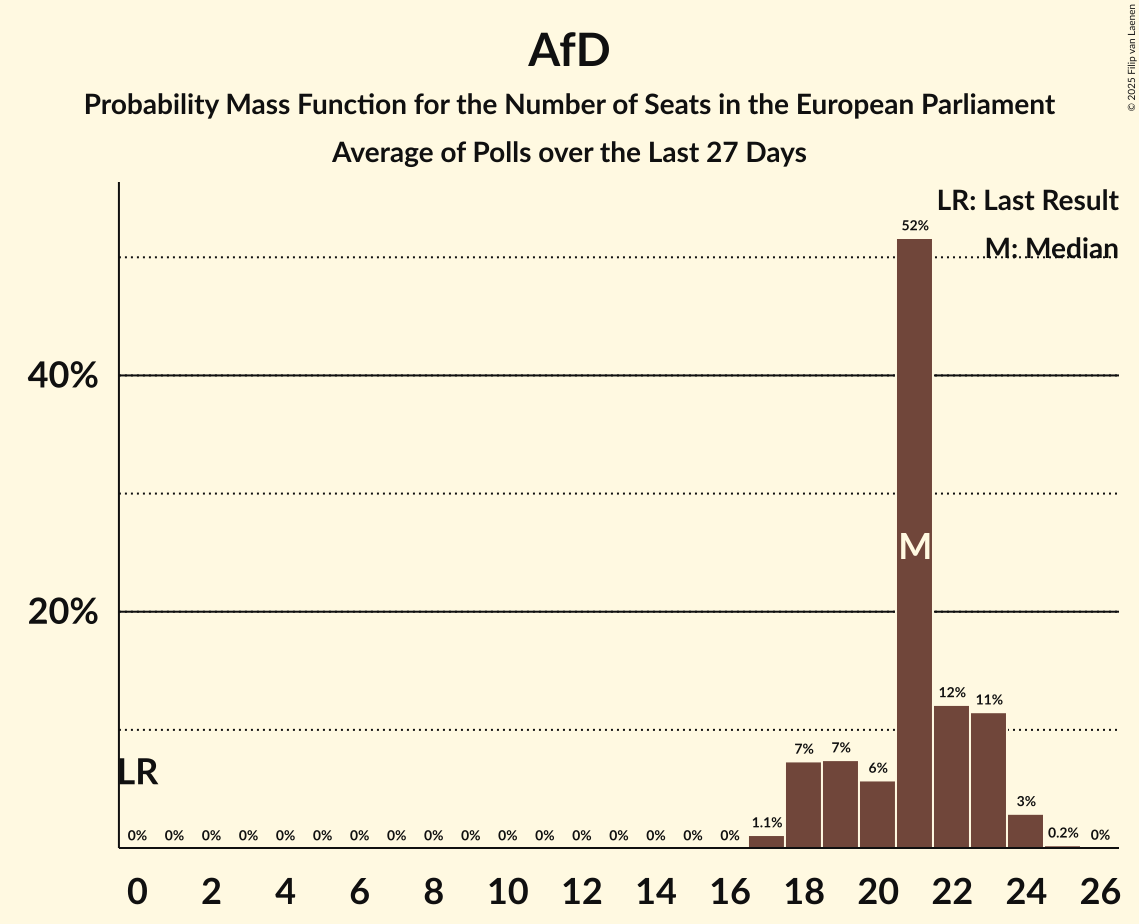 AfD
Probability Mass Function for the Number of Seats in the European Parliament
Average of Polls over the Last 27 Days
© 2025 Filip van Laenen
LR: Last Result
M: Median
52%
40%
M
20%
12%
11%
7%
7%
6%
3%
1.1%
0.2%
LR
0% 0% 0% 0% 0% 0% 0% 0% 0% 0% 0% 0% 0% 0% 0% 0% 0% 0%
0 2 4 6 8 10 12 14 16 18 20 22 24 26